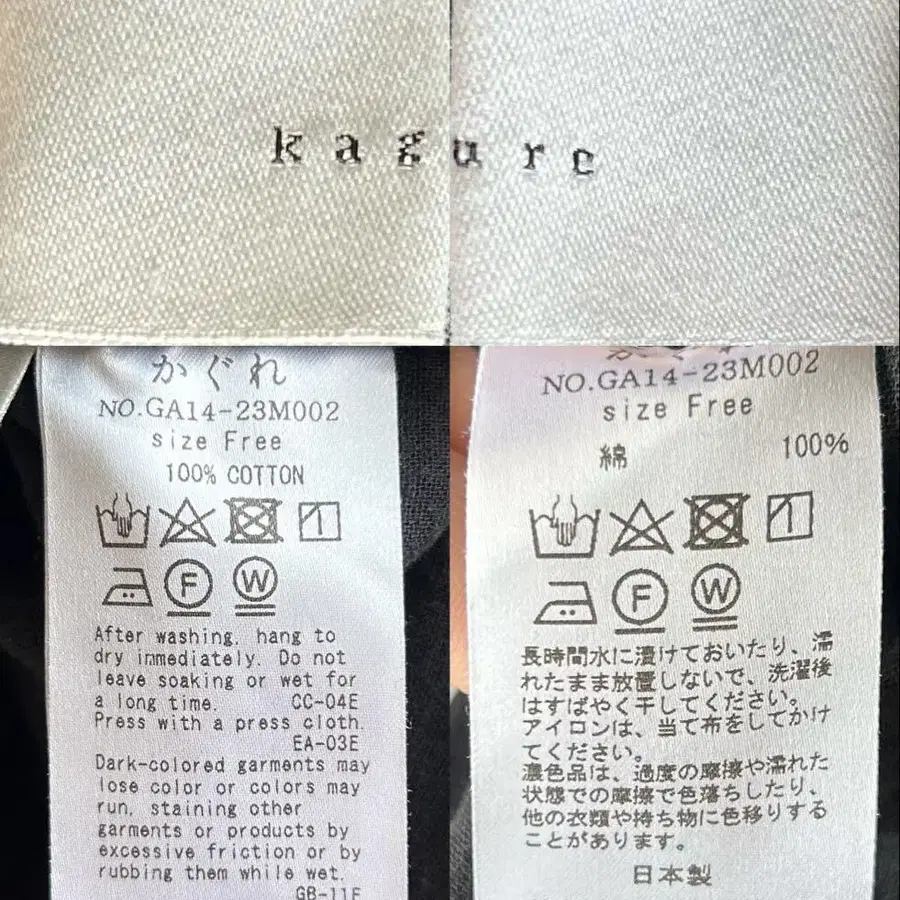 kagure
かぐれ
NO.GA14-23M002
size Free
100% COTTON
F W
After washing, hang to
dry immediately. Do not
leave soaking or wet for
a long time. CC-04E
Press with a press cloth.
EA-03E
Dark-colored garments may
lose color or colors may
run, staining other
garments or products by
excessive friction or by
rubbing them while wet.
GB-11E
かぐれ
NO.GA14-23M002
size Free
綿 100%
F W
長時間水に漬けておいたり、濡
れたまま放置しないで、洗濯後
はすばやく干してください。
アイロンは、当て布をしてかけ
てください。
濃色品は、過度の摩擦や濡れた
状態での摩擦で色落ちしたり、
他の衣類や持ち物に色移りする
ことがあります。
日本製